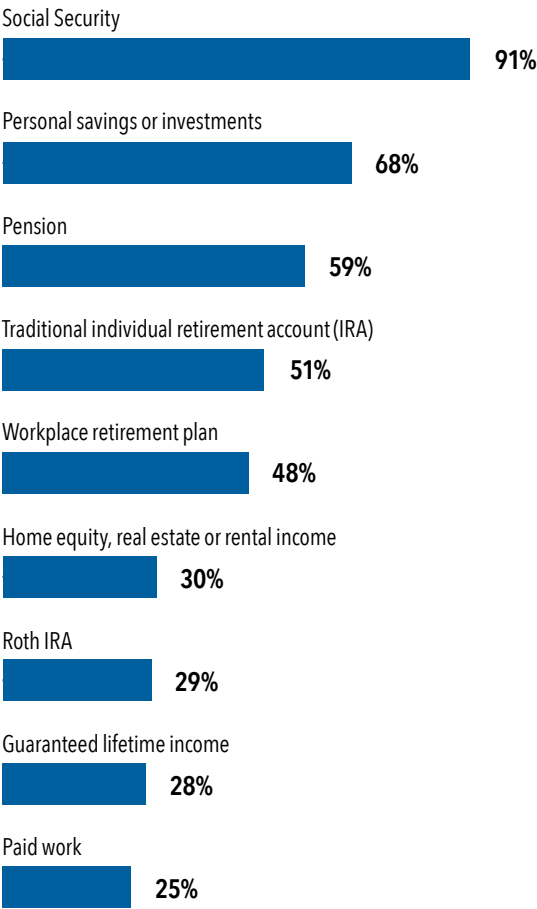 Social Security
91%
Personal savings or investments
68%
Pension
59%
Traditional individual retirement account (IRA)
51%
Workplace retirement plan
48%
Home equity, real estate or rental income
30%
Roth IRA
29%
Guaranteed lifetime income
28%
Paid work
25%